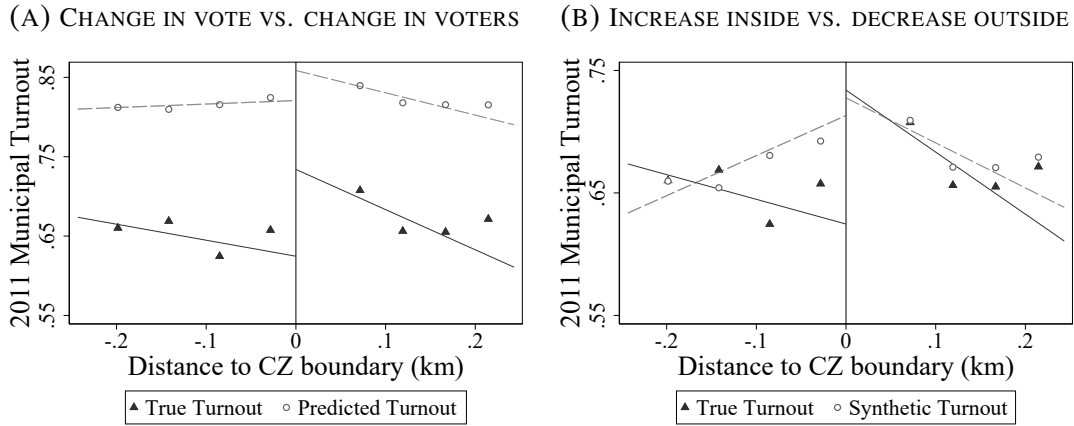 (A) CHANGE IN VOTE VS. CHANGE IN VOTERS
2011 Municipal Turnout
.85
.75
.65
.55
-.2
-.1
0
.1
.2
Distance to CZ boundary (km)
True Turnout
Predicted Turnout
(B) INCREASE INSIDE VS. DECREASE OUTSIDE
2011 Municipal Turnout
.75
.65
.55
-.2
-.1
0
.1
.2
Distance to CZ boundary (km)
True Turnout
Synthetic Turnout